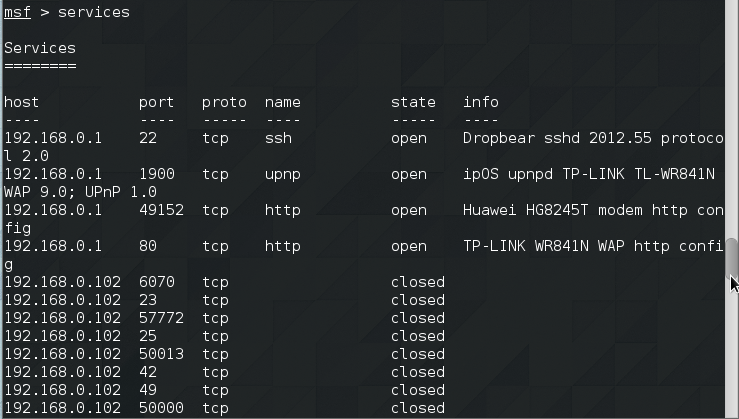 msf > services
Services
========
host port proto name state info
---- ---- ----- ---- ----- ----
192.168.0.1 22 tcp ssh open Dropbear sshd 2012.55 protoco
l 2.0
192.168.0.1 1900 tcp upnp open ipOS upnpd TP-LINK TL-WR841N
WAP 9.0; UPnP 1.0
192.168.0.1 49152 tcp http open Huawei HG8245T modem http con
fig
192.168.0.1 80 tcp http open TP-LINK WR841N WAP http confi
g
192.168.0.102 6070 tcp closed
192.168.0.102 23 tcp closed
192.168.0.102 57772 tcp closed
192.168.0.102 25 tcp closed
192.168.0.102 50013 tcp closed
192.168.0.102 42 tcp closed
192.168.0.102 49 tcp closed
192.168.0.102 50000 tcp closed